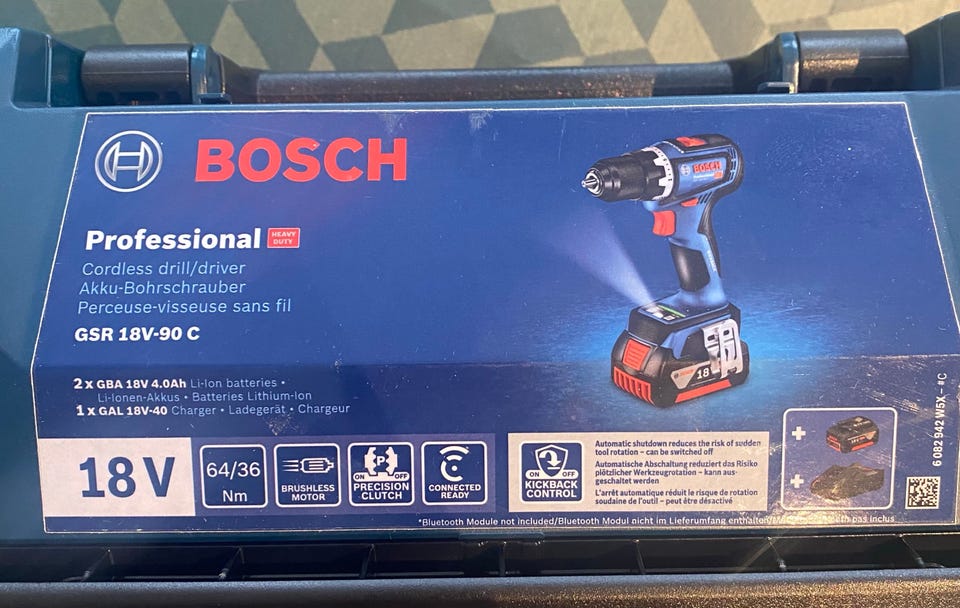 BOSCH
Professional HEAVY DUTY
Cordless drill/driver
Akku-Bohrschrauber
Perceuse-visseuse sans fil
GSR 18V-90 C
2 x GBA 18V 4.0Ah Li-Ion batteries •
Li-Ionen-Akkus • Batteries Lithium-Ion
1 x GAL 18V-40 Charger • Ladegerät • Chargeur
18 V
64/36
Nm
BRUSHLESS
MOTOR
P
ON OFF
PRECISION
CLUTCH
CONNECTED
READY
ON OFF
KICKBACK
CONTROL
Automatic shutdown reduces the risk of sudden
tool rotation – can be switched off
Automatische Abschaltung reduziert das Risiko
plötzlicher Werkzeugrotation – kann aus-
geschaltet werden
L'arrêt automatique réduit le risque de rotation
soudaine de l'outil – peut être désactivé
*Bluetooth Module not included/Bluetooth Modul nicht im Lieferumfang enthalten/ pas inclus
BOSCH
Professional
18
+
+
6 082 942 W5X – #C